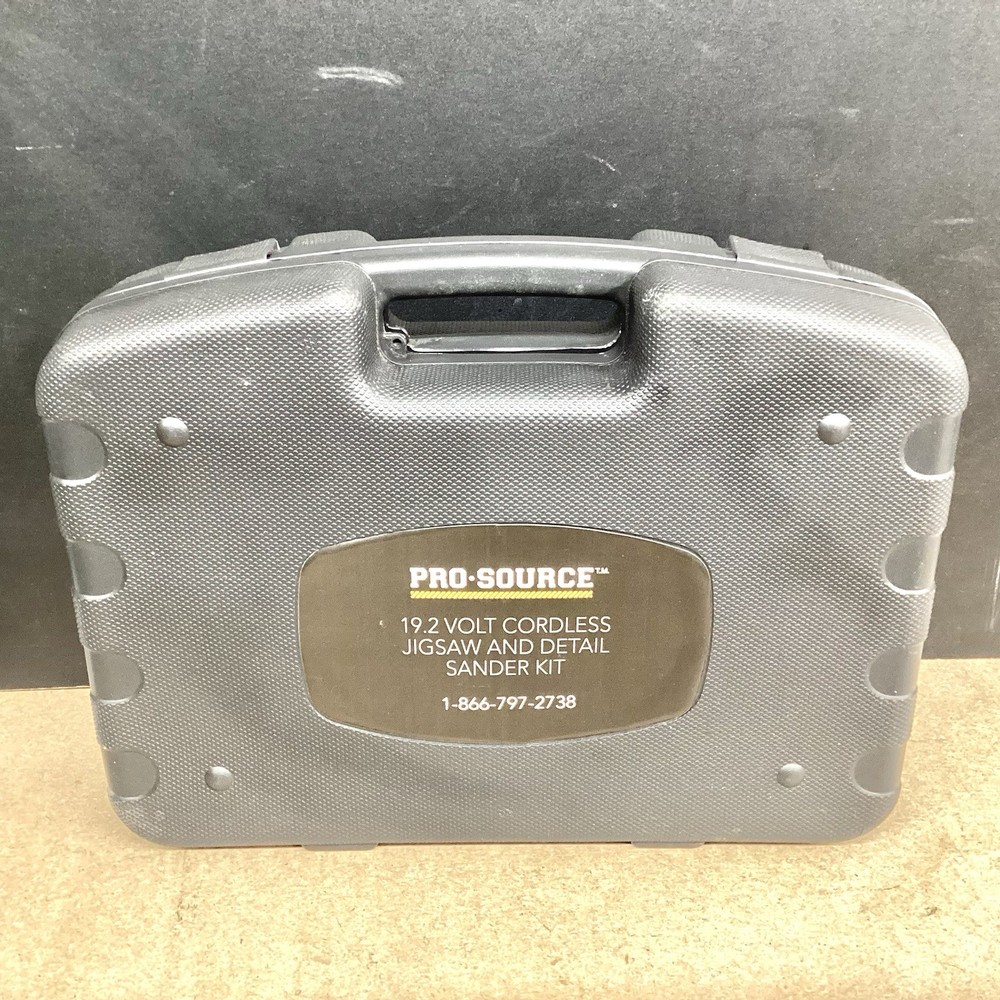 PRO·SOURCE™
19.2 VOLT CORDLESS
JIGSAW AND DETAIL
SANDER KIT
1-866-797-2738